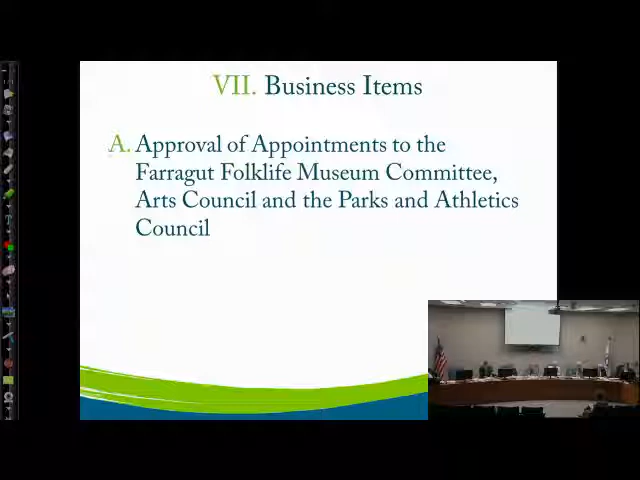 VII. Business Items
A. Approval of Appointments to the
Farragut Folklife Museum Committee,
Arts Council and the Parks and Athletics
Council